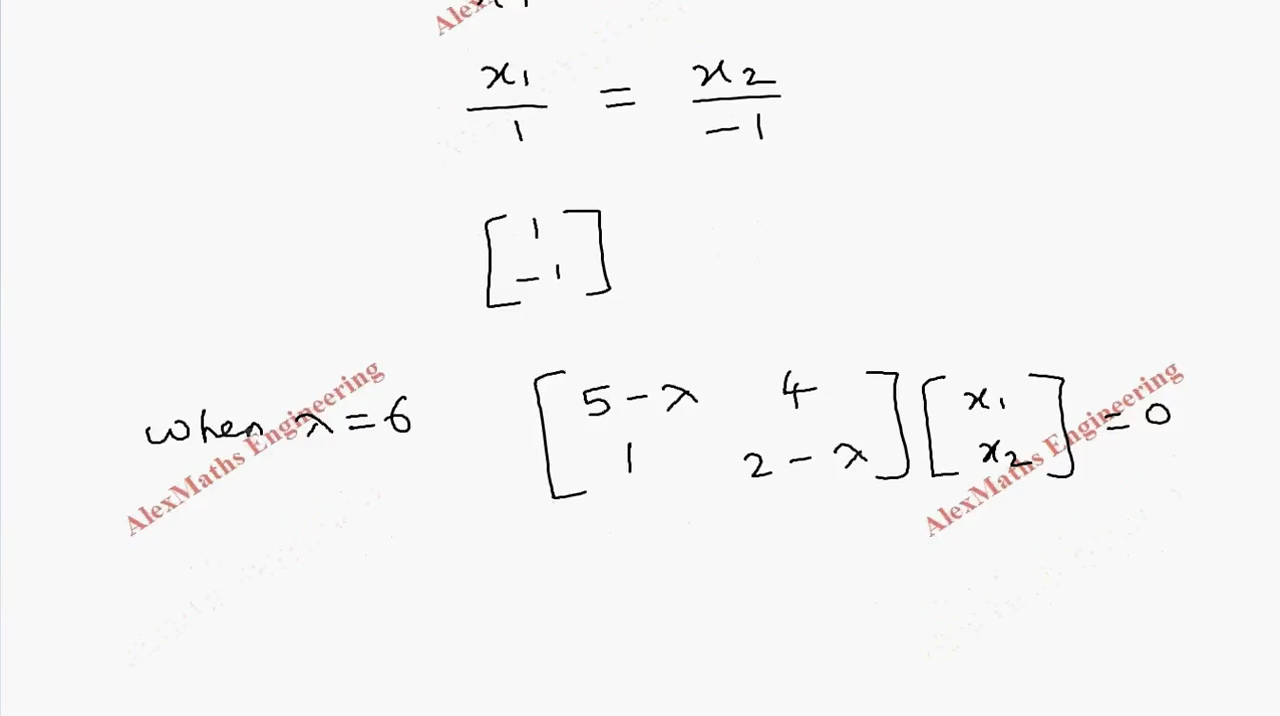 Alex
x₁/1 = x₂/-1
[1
-1]
when λ = 6 [5-λ 4
1 2-λ] [x₁
x₂] = 0
AlexMaths Engineering
AlexMaths Engineering